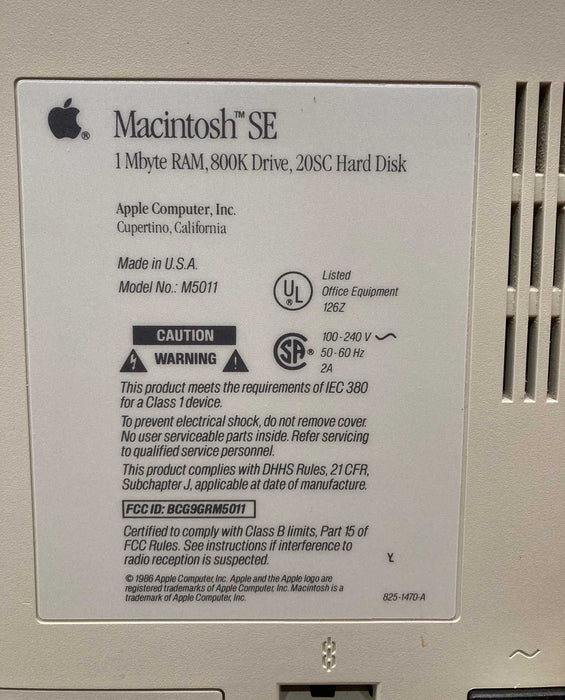 Macintosh™ SE
1 Mbyte RAM, 800K Drive, 20SC Hard Disk
Apple Computer, Inc.
Cupertino, California
Made in U.S.A.
Model No.: M5011
UL ®
Listed
Office Equipment
126Z
CAUTION
WARNING
SA ®
100-240 V ~
50-60 Hz
2A
This product meets the requirements of IEC 380
for a Class 1 device.
To prevent electrical shock, do not remove cover.
No user serviceable parts inside. Refer servicing
to qualified service personnel.
This product complies with DHHS Rules, 21 CFR,
Subchapter J, applicable at date of manufacture.
FCC ID: BCG9GRM5011
Certified to comply with Class B limits, Part 15 of
FCC Rules. See instructions if interference to
radio reception is suspected.
Y
© 1986 Apple Computer, Inc. Apple and the Apple logo are
registered trademarks of Apple Computer, Inc. Macintosh is a
trademark of Apple Computer, Inc.
825-1470-A